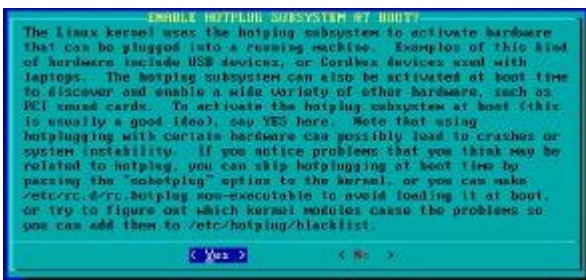 ENABLE HOTPLUG SUBSYSTEM AT BOOT?
The Linux kernel uses the hotplug subsystem to activate hardware
that can be plugged into a running machine.  Examples of this kind
of hardware include USB devices, or Cardbus devices used with
laptops.  The hotplug subsystem can also be activated at boot time
to discover and enable a wide variety of other hardware, such as
PCI sound cards.  To activate the hotplug subsystem at boot (this
is usually a good idea), say YES here.  Note that using
hotplugging with certain hardware can possibly lead to crashes or
system instability.  If you notice problems that you think may be
related to hotplug, you can skip hotplugging at boot time by
passing the "nohotplug" option to the kernel, or you can make
/etc/rc.d/rc.hotplug non-executable to avoid loading it at boot,
or try to figure out which kernel modules cause the problems so
you can add them to /etc/hotplug/blacklist.
< Yes > < No >